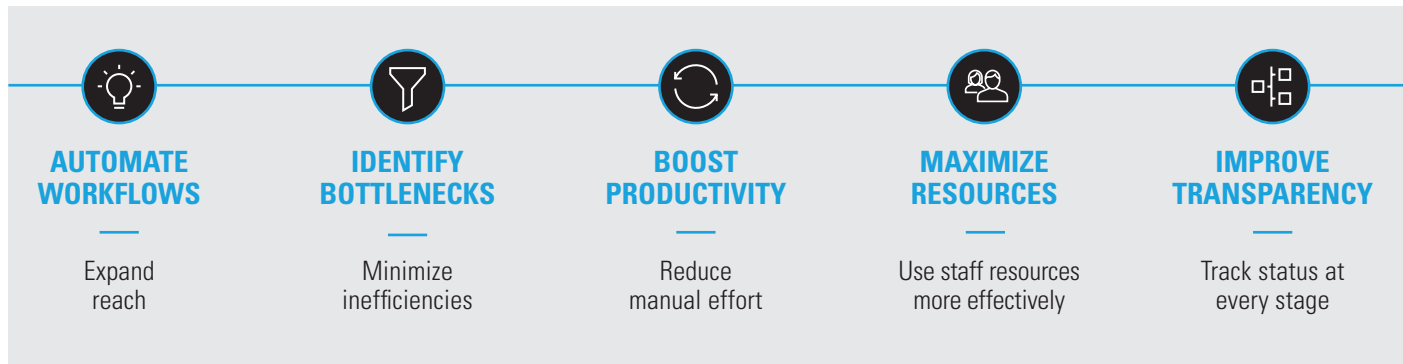 AUTOMATE
WORKFLOWS
Expand
reach
IDENTIFY
BOTTLENECKS
Minimize
inefficiencies
BOOST
PRODUCTIVITY
Reduce
manual effort
MAXIMIZE
RESOURCES
Use staff resources
more effectively
IMPROVE
TRANSPARENCY
Track status at
every stage